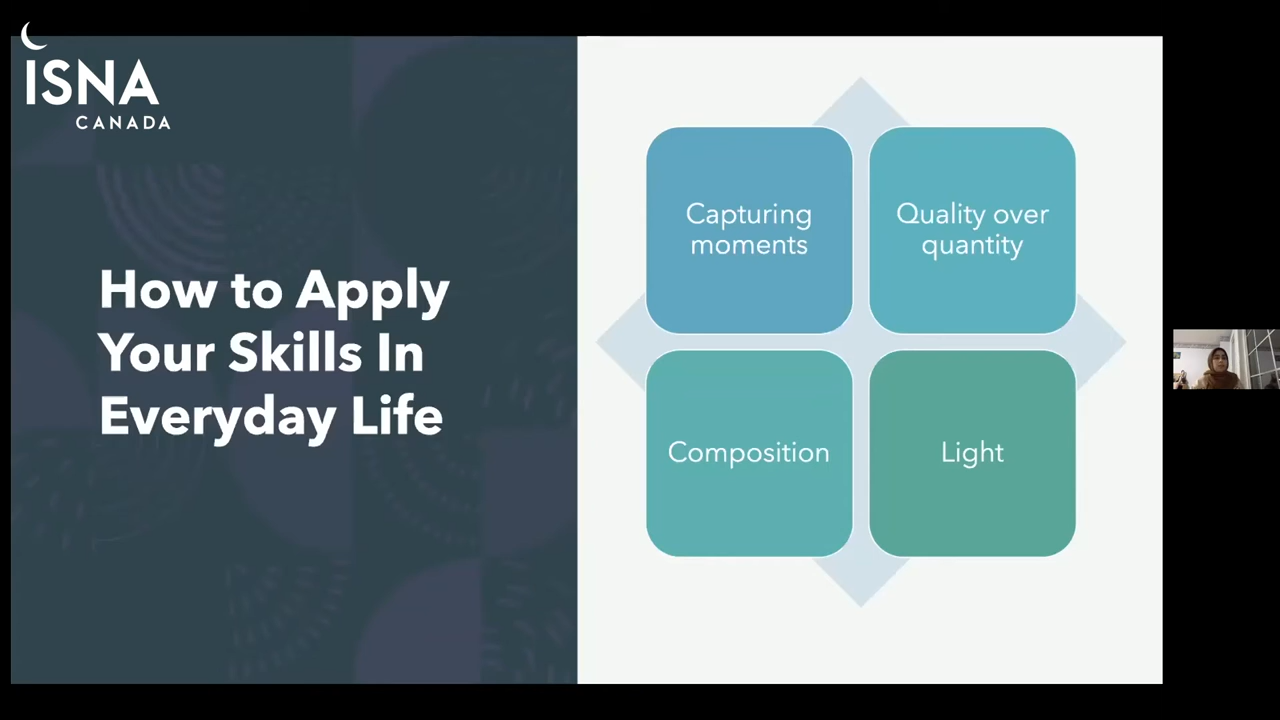 ISNA
CANADA
How to Apply
Your Skills In
Everyday Life
Capturing
moments
Quality over
quantity
Composition
Light